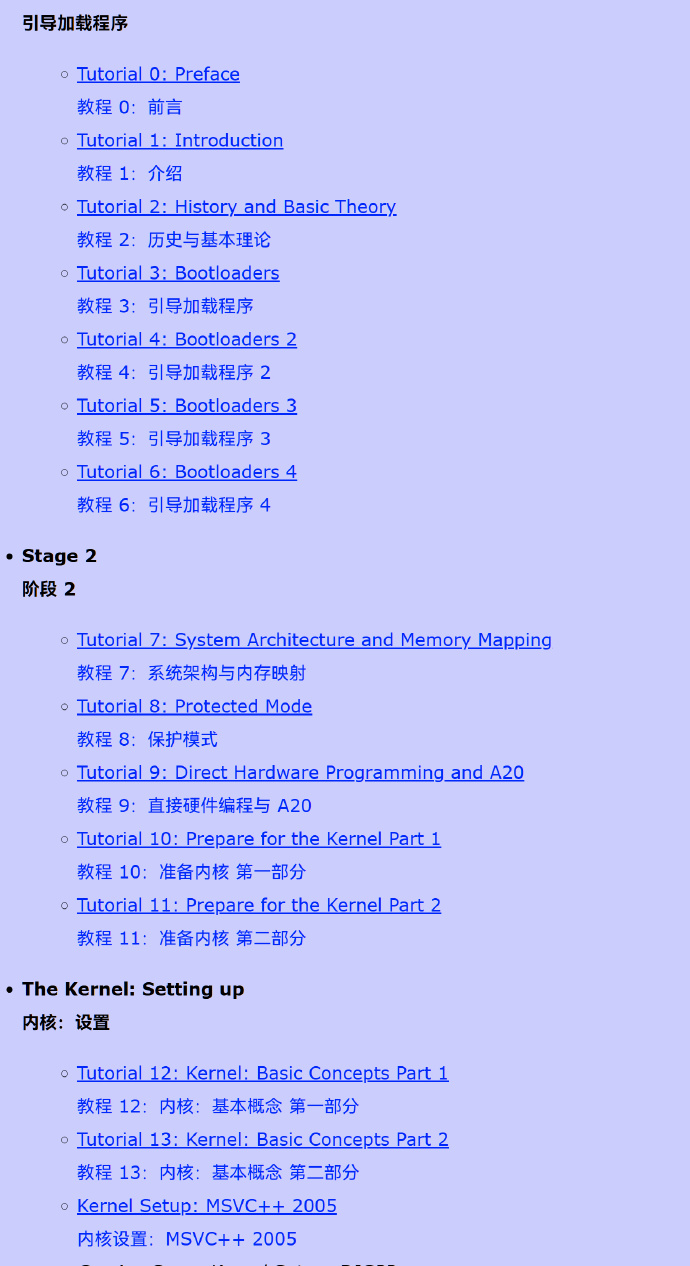 引导加载程序
Tutorial 0: Preface
教程 0：前言
Tutorial 1: Introduction
教程 1：介绍
Tutorial 2: History and Basic Theory
教程 2：历史与基本理论
Tutorial 3: Bootloaders
教程 3：引导加载程序
Tutorial 4: Bootloaders 2
教程 4：引导加载程序 2
Tutorial 5: Bootloaders 3
教程 5：引导加载程序 3
Tutorial 6: Bootloaders 4
教程 6：引导加载程序 4
Stage 2
阶段 2
Tutorial 7: System Architecture and Memory Mapping
教程 7：系统架构与内存映射
Tutorial 8: Protected Mode
教程 8：保护模式
Tutorial 9: Direct Hardware Programming and A20
教程 9：直接硬件编程与 A20
Tutorial 10: Prepare for the Kernel Part 1
教程 10：准备内核 第一部分
Tutorial 11: Prepare for the Kernel Part 2
教程 11：准备内核 第二部分
The Kernel: Setting up
内核：设置
Tutorial 12: Kernel: Basic Concepts Part 1
教程 12：内核：基本概念 第一部分
Tutorial 13: Kernel: Basic Concepts Part 2
教程 13：内核：基本概念 第二部分
Kernel Setup: MSVC++ 2005
内核设置：MSVC++ 2005